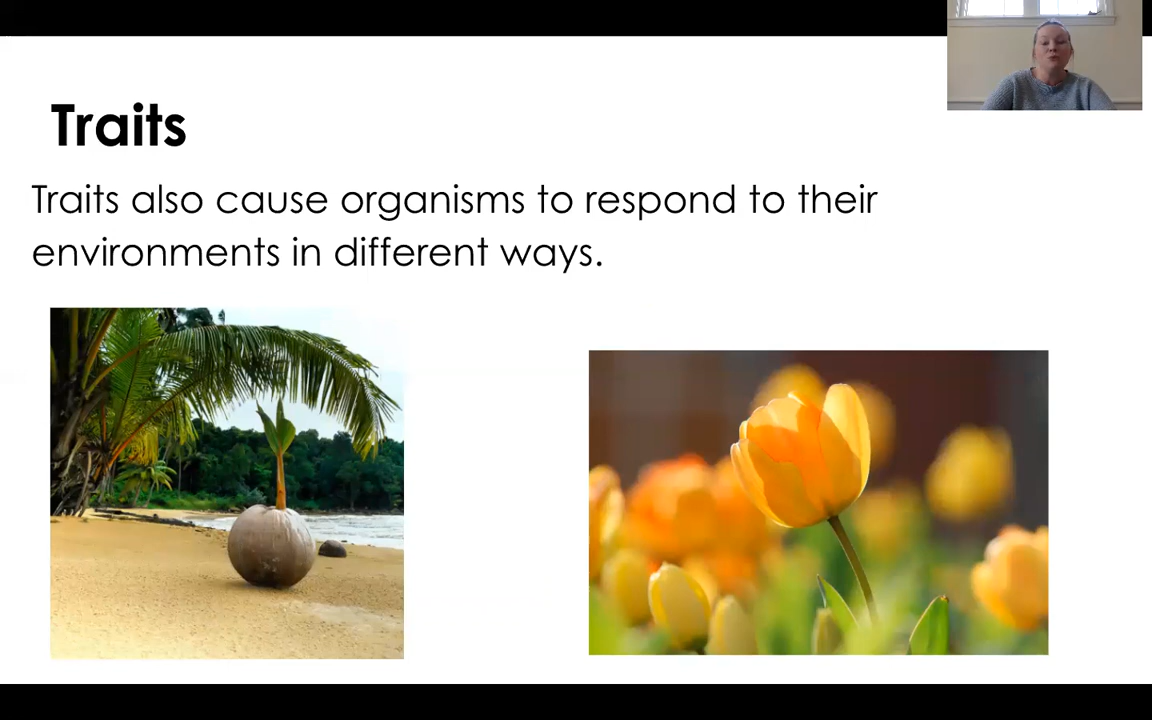 Traits
Traits also cause organisms to respond to their
environments in different ways.